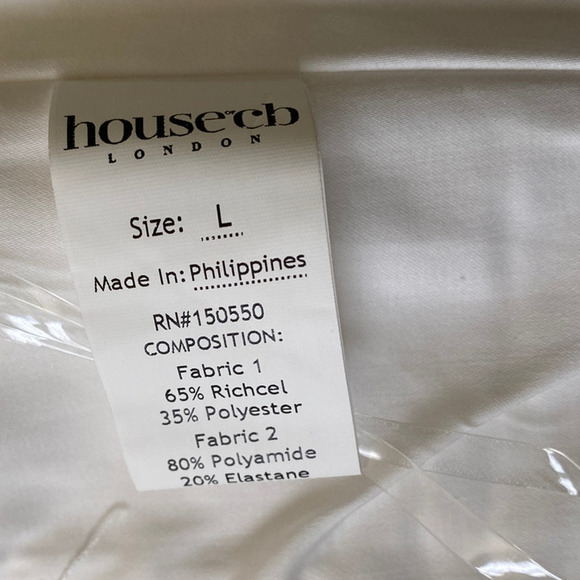 house of cb
LONDON
Size: L
Made In: Philippines
RN#150550
COMPOSITION:
Fabric 1
65% Richcel
35% Polyester
Fabric 2
80% Polyamide
20% Elastane